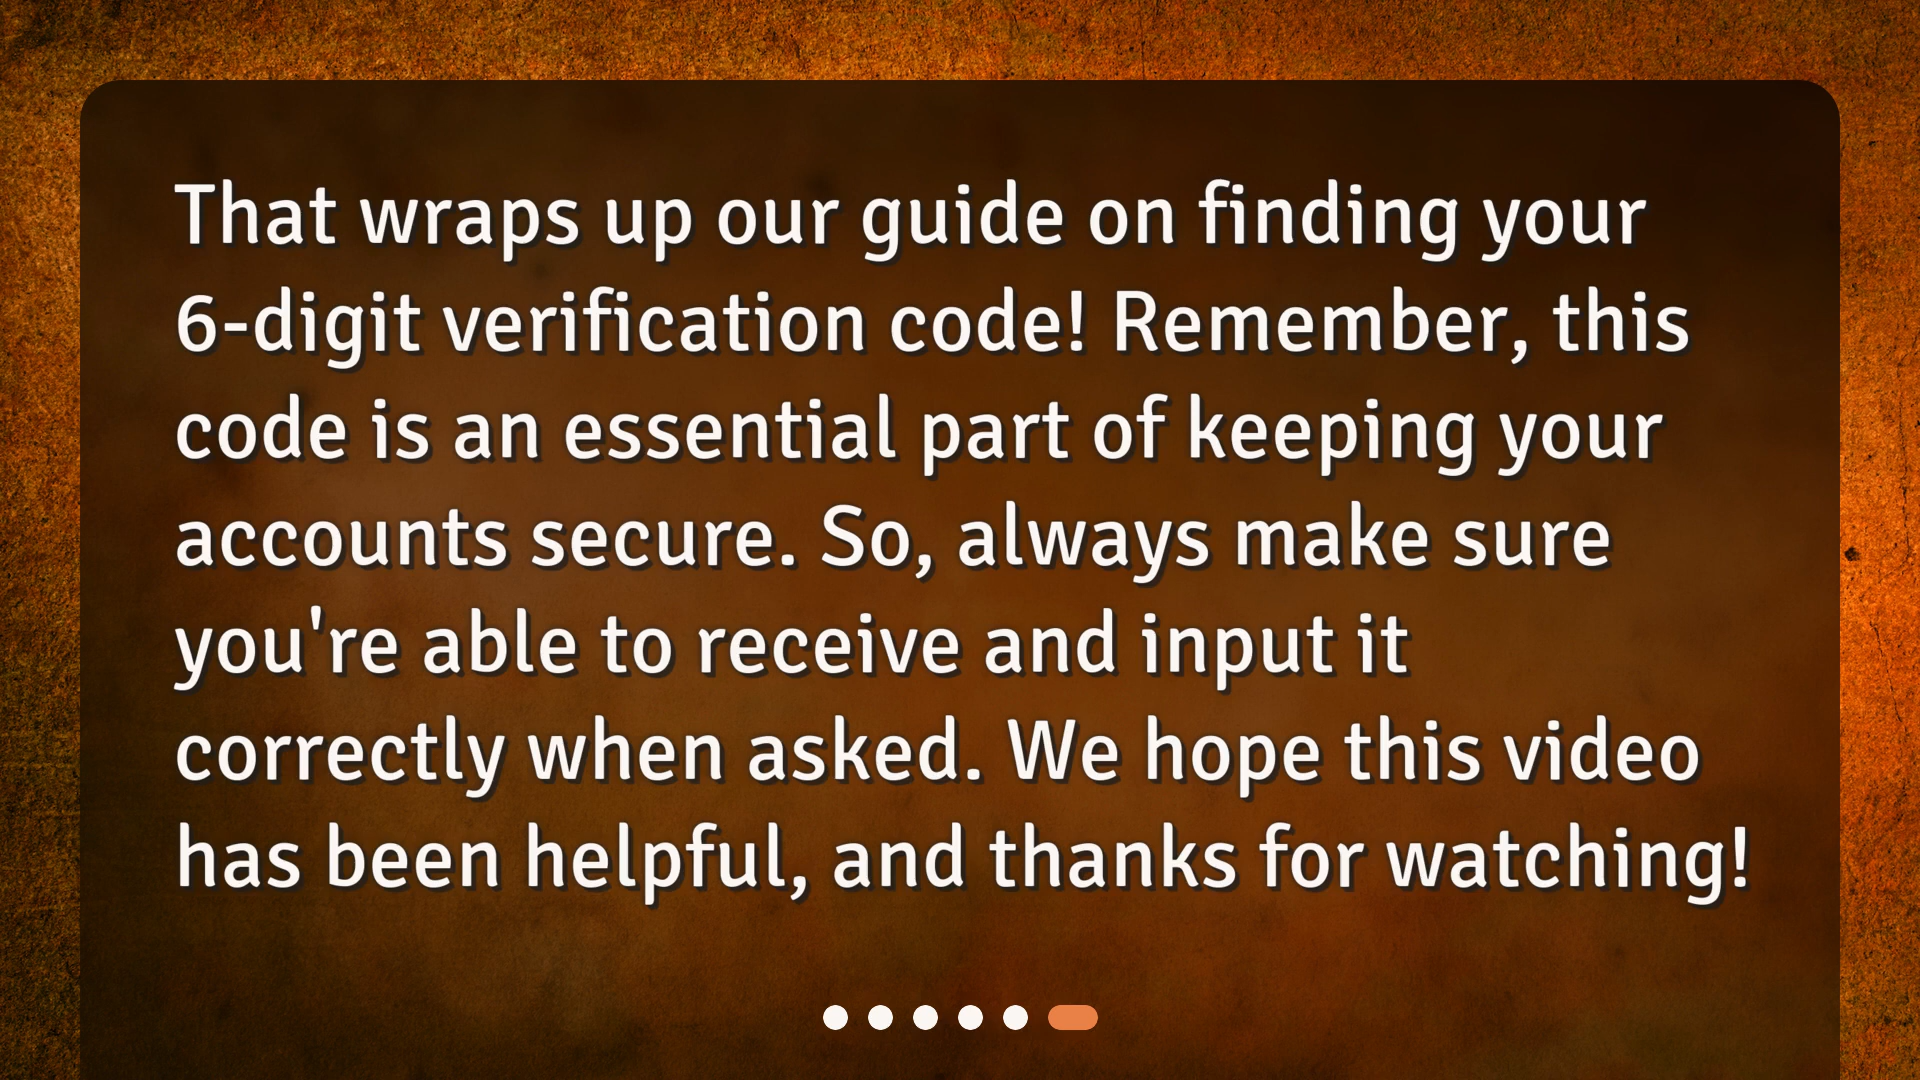 That wraps up our guide on finding your
6-digit verification code! Remember, this
code is an essential part of keeping your
accounts secure. So, always make sure
you're able to receive and input it
correctly when asked. We hope this video
has been helpful, and thanks for watching!